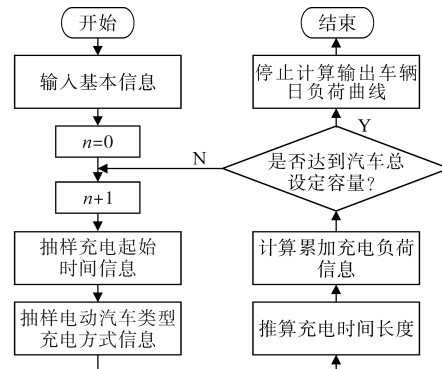 开始
输入基本信息
n=0
n+1
抽样充电起始
时间信息
抽样电动汽车类型
充电方式信息
结束
停止计算输出车辆
日负荷曲线
Y
N
是否达到汽车总
设定容量?
计算累加充电负荷
信息
推算充电时间长度